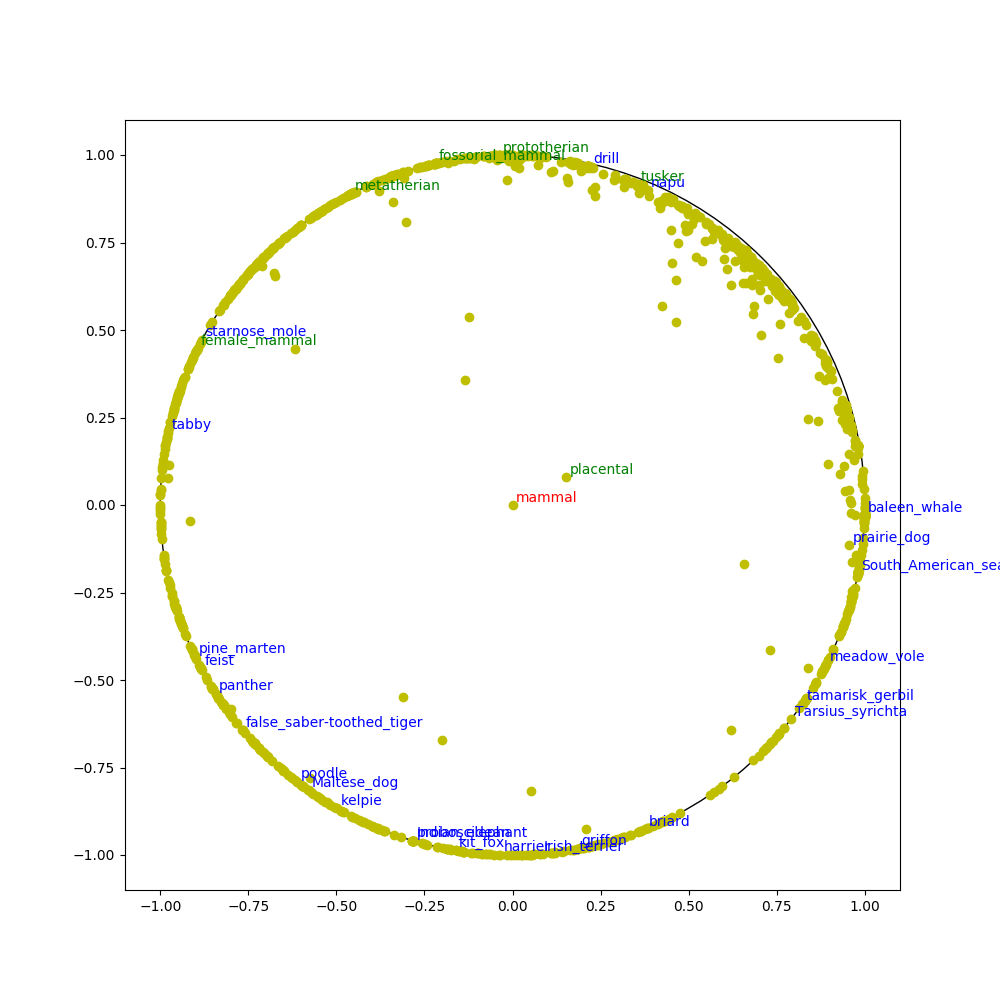 1.00
0.75
0.50
0.25
0.00
−0.25
−0.50
−0.75
−1.00
−1.00
−0.75
−0.50
−0.25
0.00
0.25
0.50
0.75
1.00
prototherian
fossorial_mammal
drill
metatherian
tusker
napu
starnose_mole
female_mammal
tabby
placental
mammal
baleen_whale
prairie_dog
South_American_sea
pine_marten
feist
panther
meadow_vole
tamarisk_gerbil
Tarsius_syrichta
false_saber-toothed_tiger
poodle
Maltese_dog
kelpie
briard
Indian_elephant
kit_fox
harrier
Irish_terrier
griffon